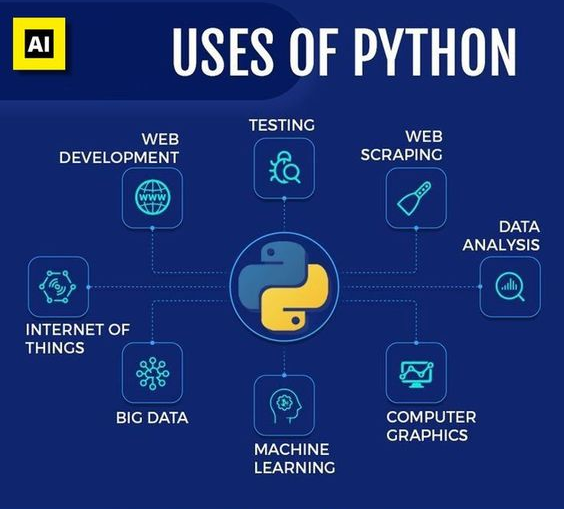 AI
USES OF PYTHON
TESTING
WEB
DEVELOPMENT
WWW
WEB
SCRAPING
DATA
ANALYSIS
INTERNET OF
THINGS
BIG DATA
MACHINE
LEARNING
COMPUTER
GRAPHICS